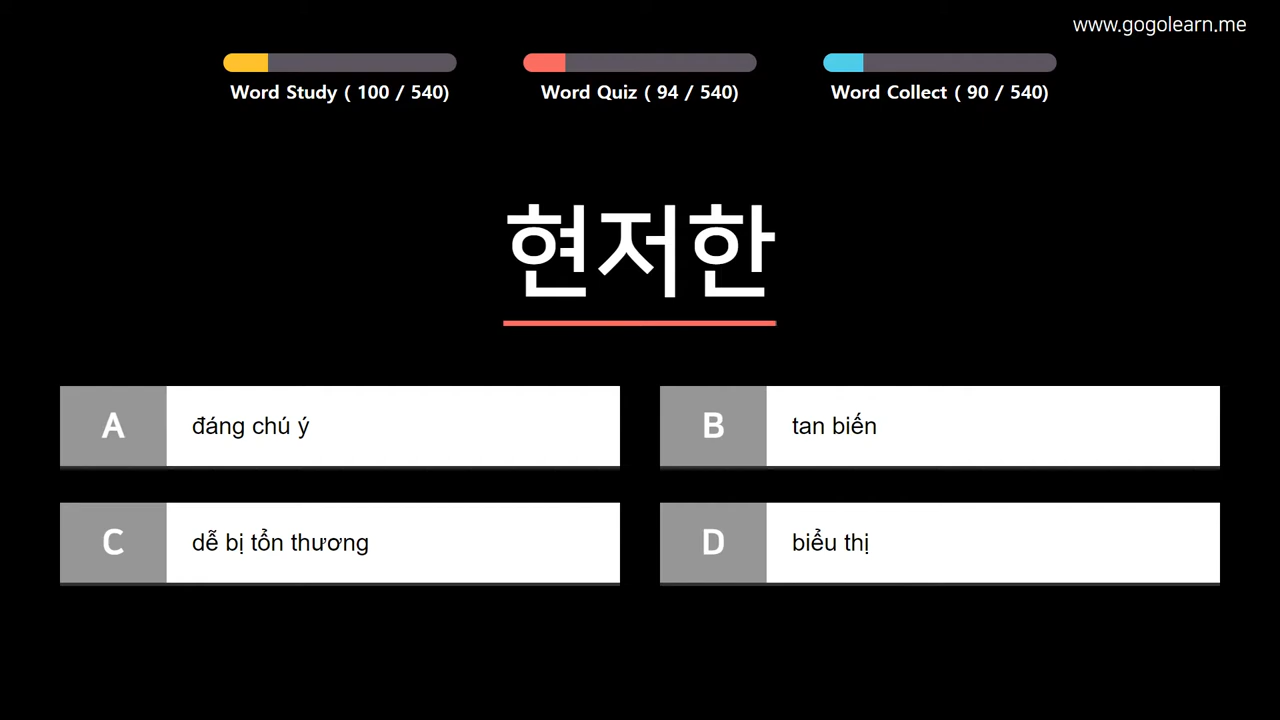 www.gogolearn.me
Word Study ( 100 / 540)
Word Quiz ( 94 / 540)
Word Collect ( 90 / 540)
현저한
A
đáng chú ý
B
tan biến
C
dễ bị tổn thương
D
biểu thị